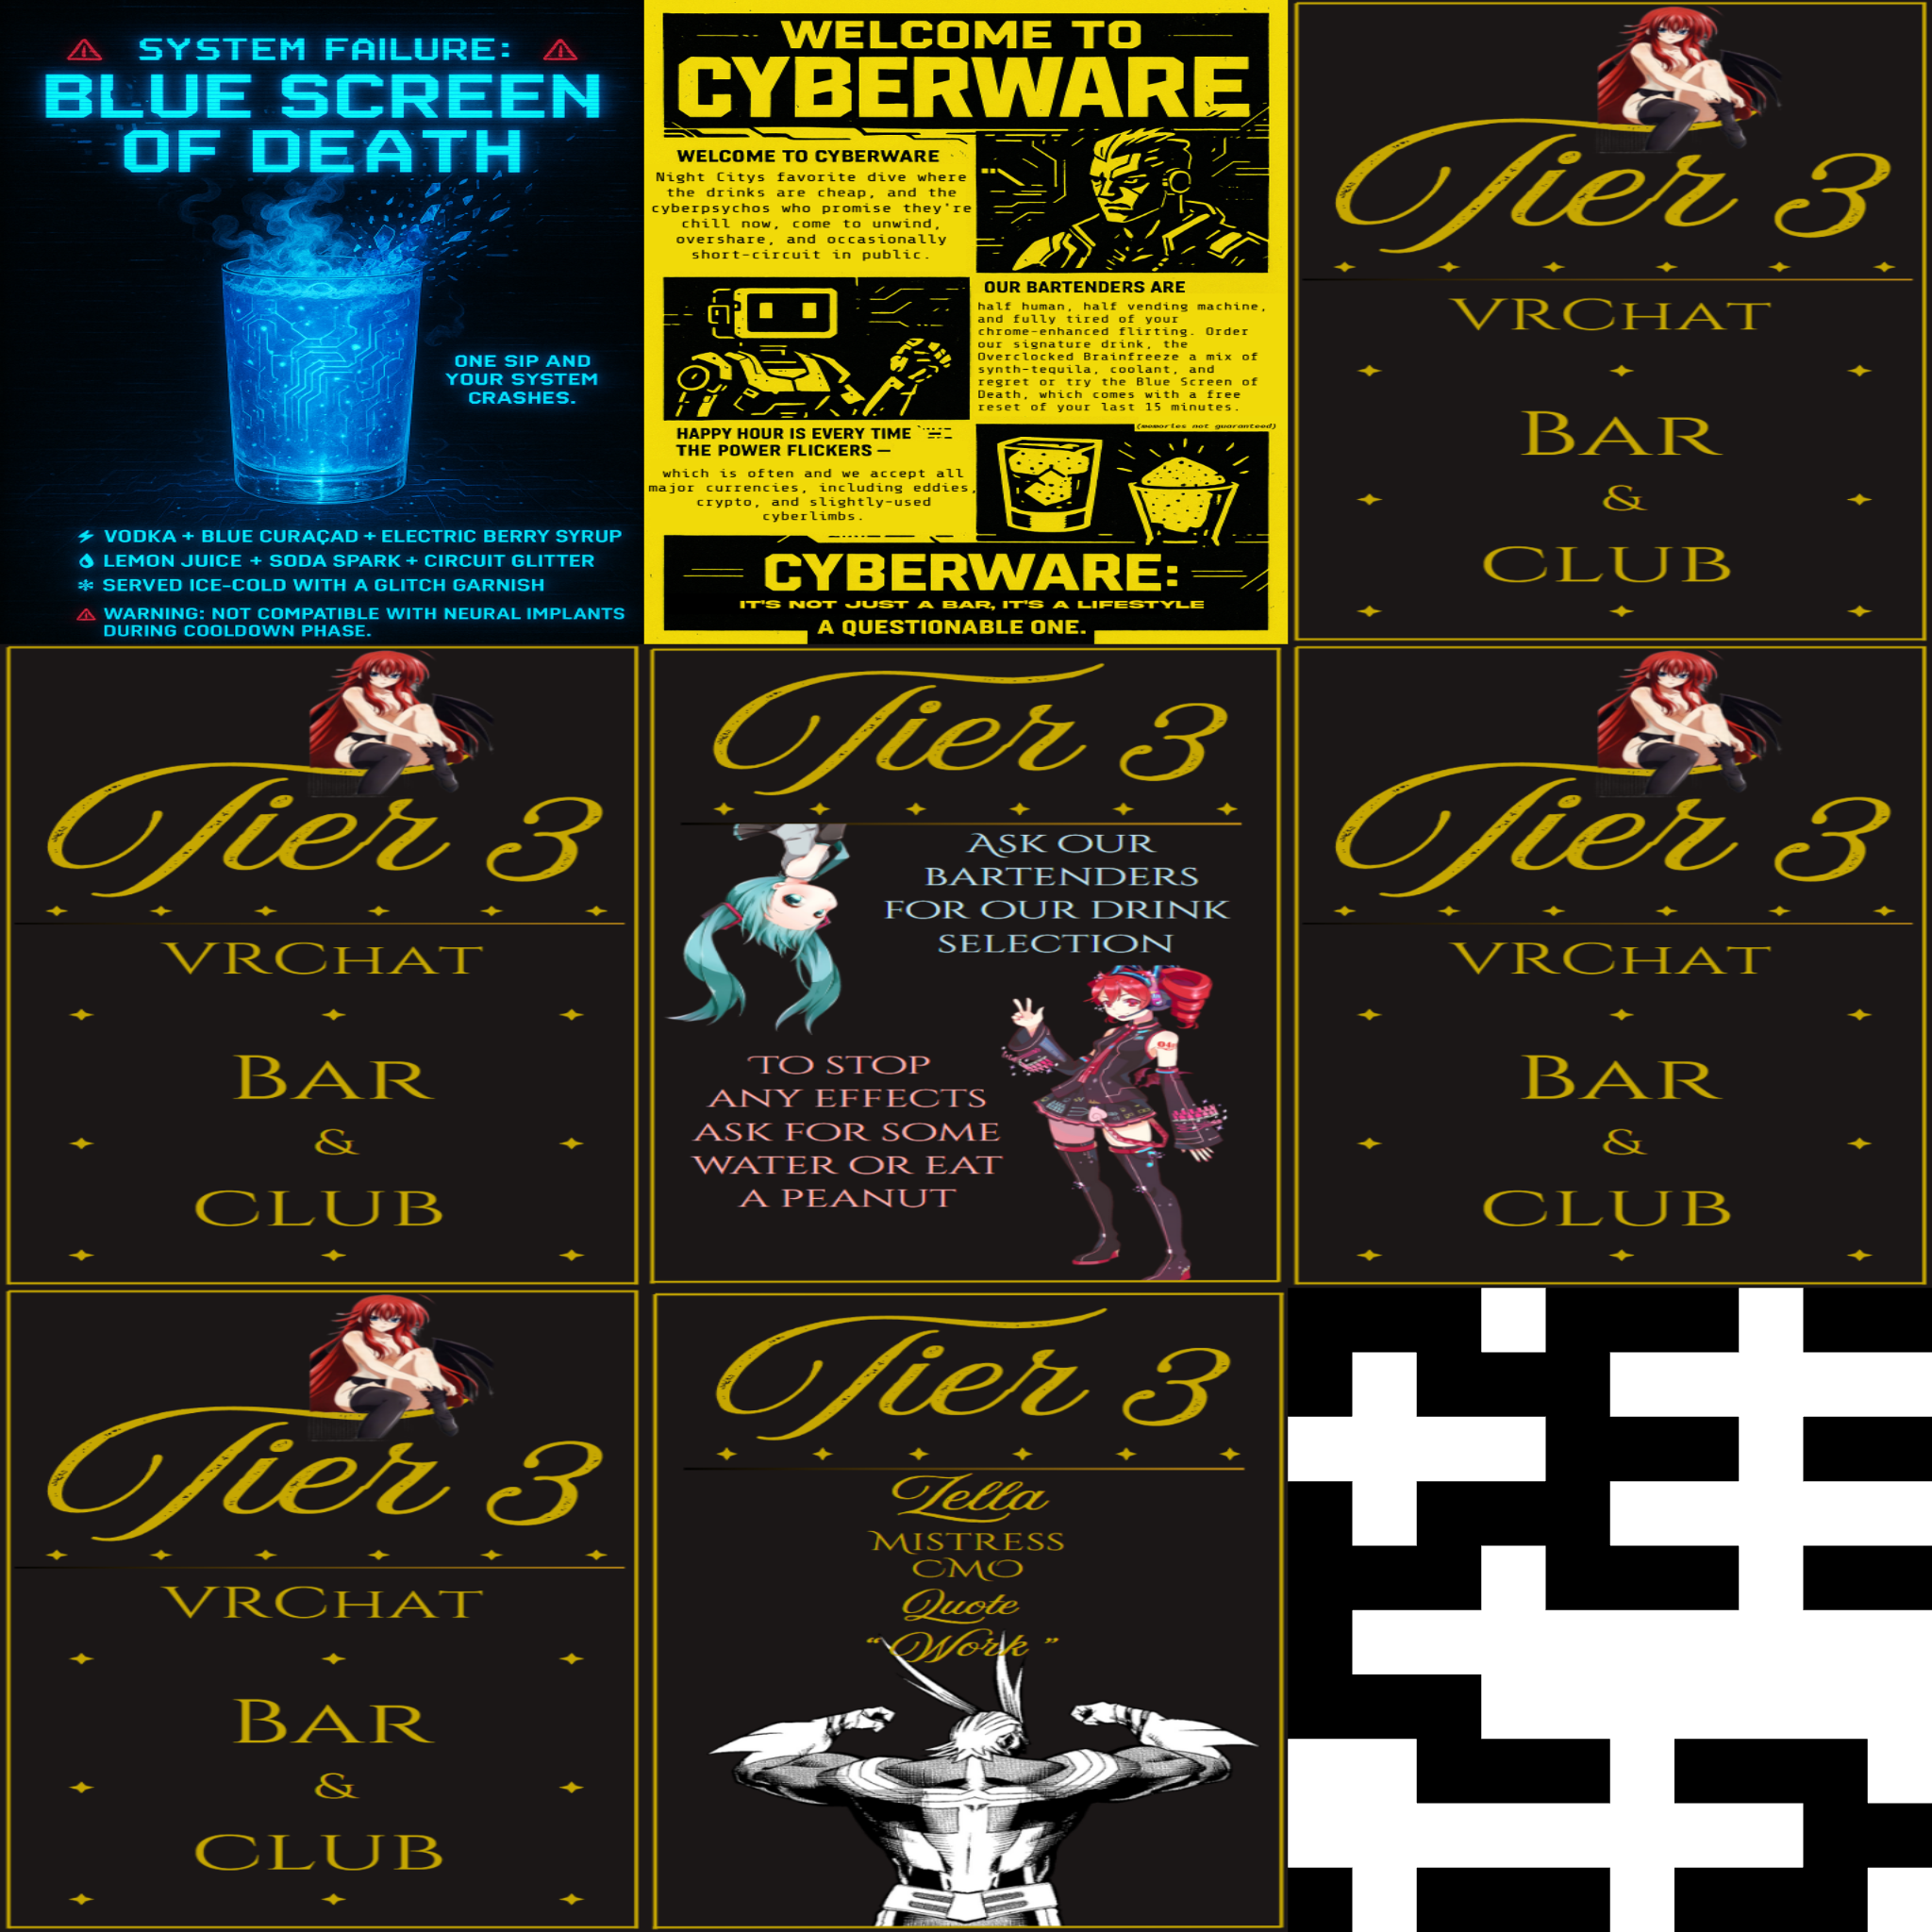 SYSTEM FAILURE:
BLUE SCREEN
OF DEATH
ONE SIP AND
YOUR SYSTEM
CRASHES.
VODKA + BLUE CURAÇAD + ELECTRIC BERRY SYRUP
LEMON JUICE + SODA SPARK + CIRCUIT GLITTER
SERVED ICE-COLD WITH A GLITCH GARNISH
WARNING: NOT COMPATIBLE WITH NEURAL IMPLANTS
DURING COOLDOWN PHASE.
WELCOME TO
CYBERWARE
WELCOME TO CYBERWARE
Night Citys favorite dive where
the drinks are cheap, and the
cyberpsychos who promise they're
chill now, come to unwind,
overshare, and occasionally
short-circuit in public.
OUR BARTENDERS ARE
half human, half vending machine,
and fully tired of your
chrome-enhanced flirting. Order
our signature drink, the
Overclocked Brainfreeze a mix of
synth-tequila, coolant, and
regret or try the Blue Screen of
Death, which comes with a free
reset of your last 15 minutes.
(memories not guaranteed)
HAPPY HOUR IS EVERY TIME
THE POWER FLICKERS —
which is often and we accept all
major currencies, including eddies,
crypto, and slightly-used
cyberlimbs.
CYBERWARE:
IT'S NOT JUST A BAR, IT'S A LIFESTYLE
A QUESTIONABLE ONE.
Tier 3
VRCHAT
BAR
&
CLUB
Tier 3
VRCHAT
BAR
&
CLUB
Tier 3
ASK OUR
BARTENDERS
FOR OUR DRINK
SELECTION
TO STOP
ANY EFFECTS
ASK FOR SOME
WATER OR EAT
A PEANUT
Tier 3
VRCHAT
BAR
&
CLUB
Tier 3
VRCHAT
BAR
&
CLUB
Tier 3
Zella
MISTRESS
CMO
Quote
“Work”